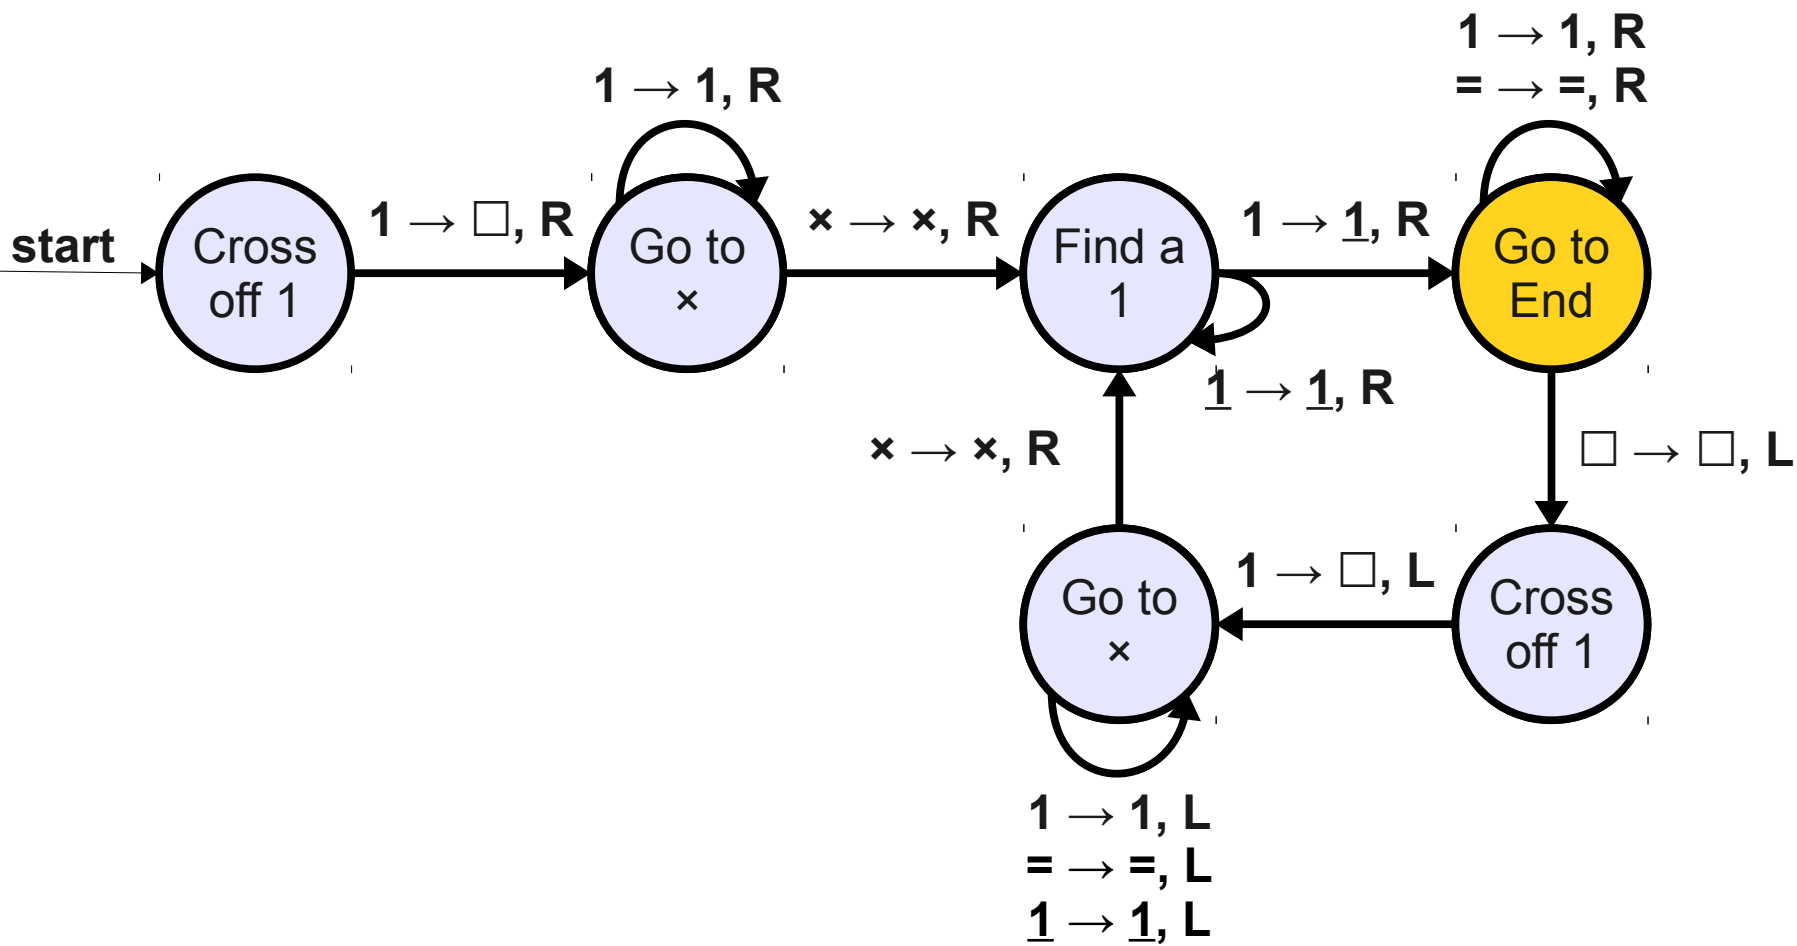 1 → 1, R
= → =, R
1 → 1, R
start
Cross
off 1
1 → □, R
Go to
×
× → ×, R
Find a
1
1 → 1̲, R
Go to
End
1̲ → 1̲, R
× → ×, R
□ → □, L
Go to
×
1 → □, L
Cross
off 1
1 → 1, L
= → =, L
1̲ → 1̲, L